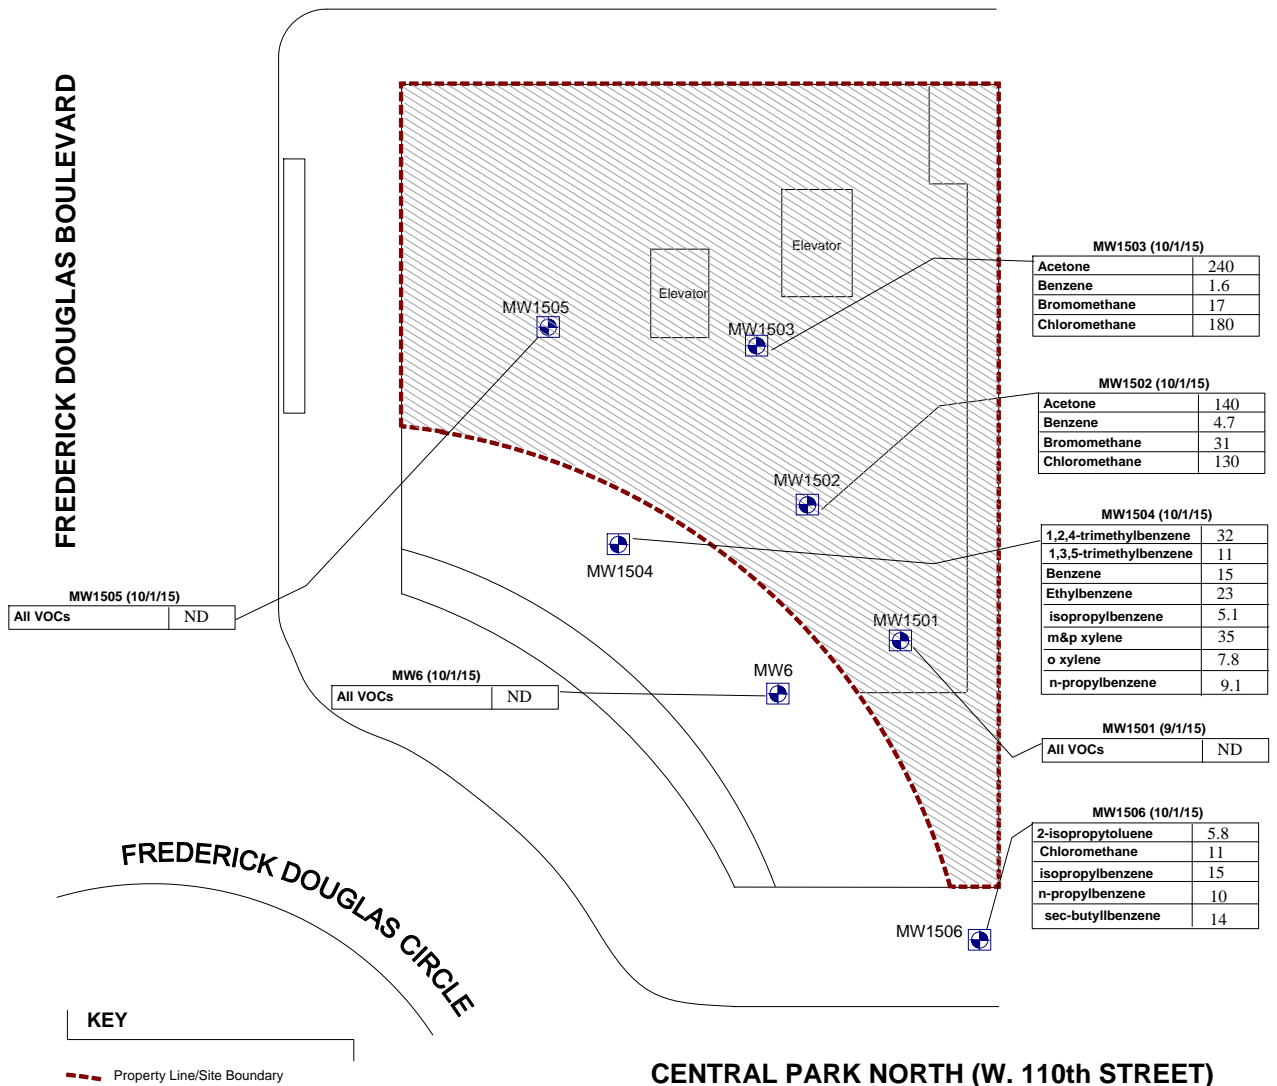 FREDERICK DOUGLAS BOULEVARD
Elevator
Elevator
MW1505
MW1503
MW1502
MW1504
MW1501
MW6
MW1506
MW1503 (10/1/15)
Acetone 240
Benzene 1.6
Bromomethane 17
Chloromethane 180
MW1502 (10/1/15)
Acetone 140
Benzene 4.7
Bromomethane 31
Chloromethane 130
MW1504 (10/1/15)
1,2,4-trimethylbenzene 32
1,3,5-trimethylbenzene 11
Benzene 15
Ethylbenzene 23
isopropylbenzene 5.1
m&p xylene 35
o xylene 7.8
n-propylbenzene 9.1
MW1505 (10/1/15)
All VOCs ND
MW6 (10/1/15)
All VOCs ND
MW1501 (9/1/15)
All VOCs ND
MW1506 (10/1/15)
2-isopropytoluene 5.8
Chloromethane 11
isopropylbenzene 15
n-propylbenzene 10
sec-butyllbenzene 14
FREDERICK DOUGLAS CIRCLE
KEY
Property Line/Site Boundary
CENTRAL PARK NORTH (W. 110th STREET)